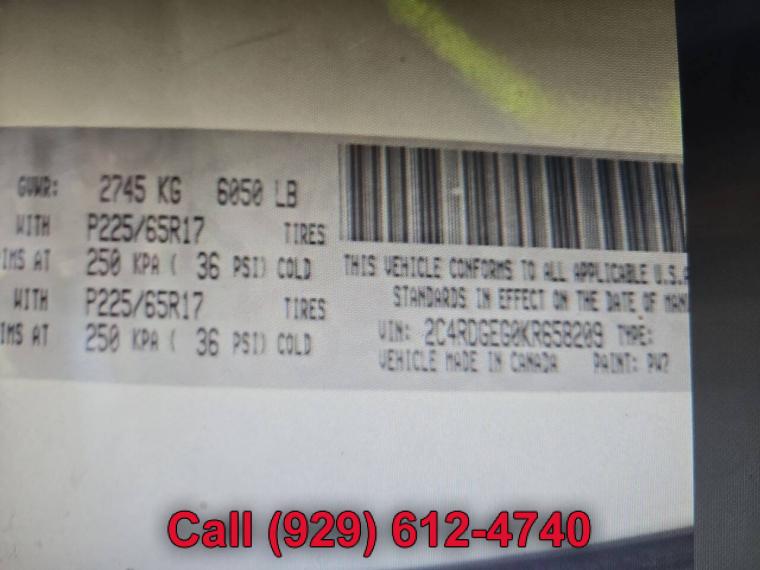 GVWR: 2745 KG 6050 LB
WITH P225/65R17 TIRES
IMS AT 250 KPA ( 36 PSI) COLD
WITH P225/65R17 TIRES
IMS AT 250 KPA ( 36 PSI) COLD
THIS VEHICLE CONFORMS TO ALL APPLICABLE U.S.A
STANDARDS IN EFFECT ON THE DATE OF MAN
VIN: 2C4RDGEG0KR658209 TYPE:
VEHICLE MADE IN CANADA PAINT: PW7
Call (929) 612-4740